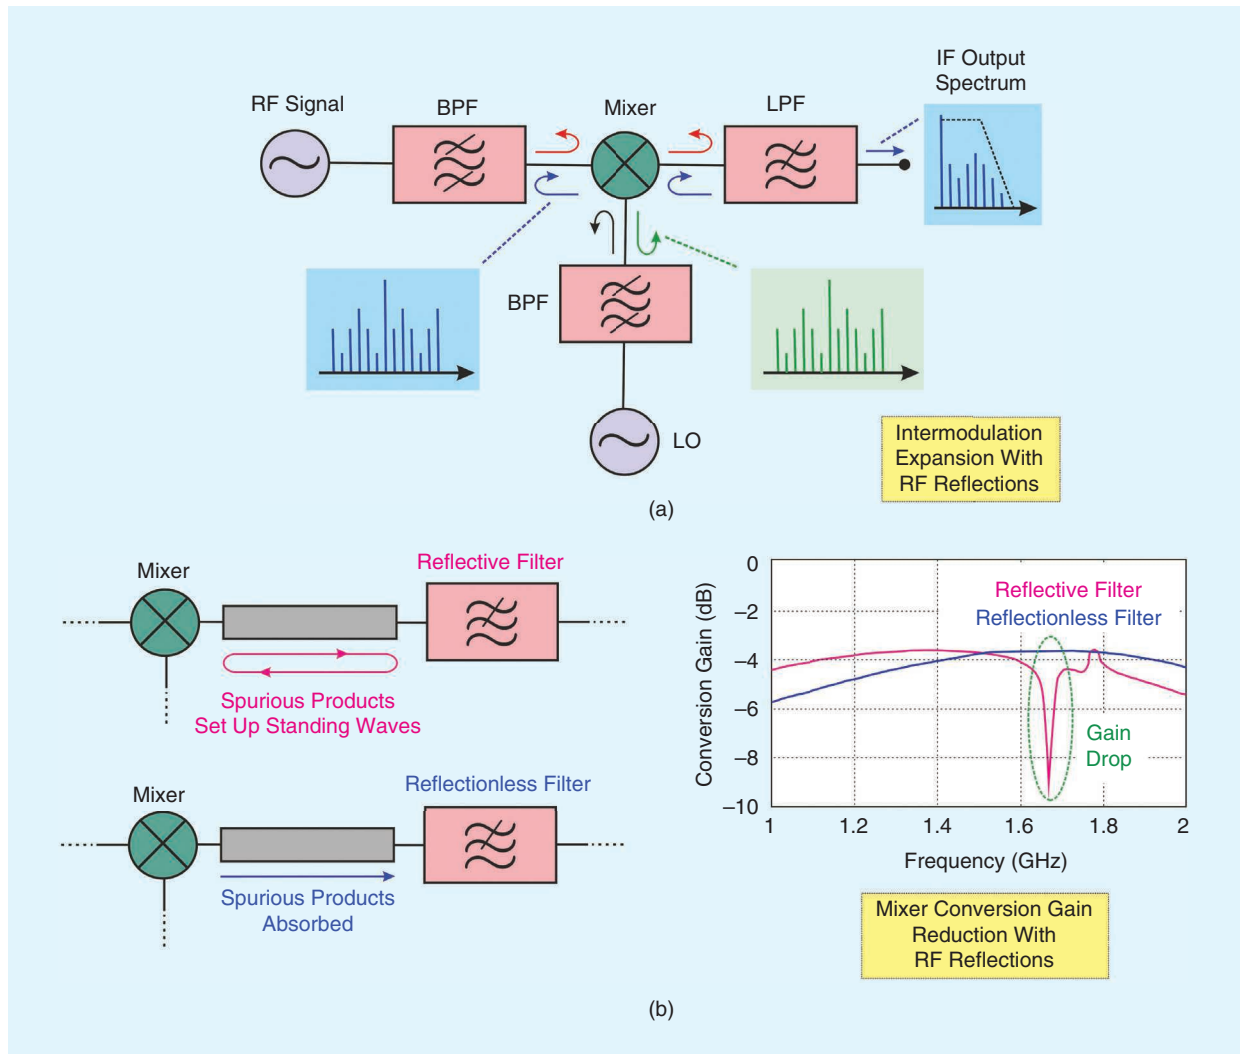 IF Output
Spectrum
RF Signal
BPF
Mixer
LPF
BPF
LO
Intermodulation
Expansion With
RF Reflections
(a)
Mixer
Reflective Filter
Spurious Products
Set Up Standing Waves
Mixer
Reflectionless Filter
Spurious Products
Absorbed
Conversion Gain (dB)
0
–2
–4
–6
–8
–10
Reflective Filter
Reflectionless Filter
Gain
Drop
1
1.2
1.4
1.6
1.8
2
Frequency (GHz)
Mixer Conversion Gain
Reduction With
RF Reflections
(b)